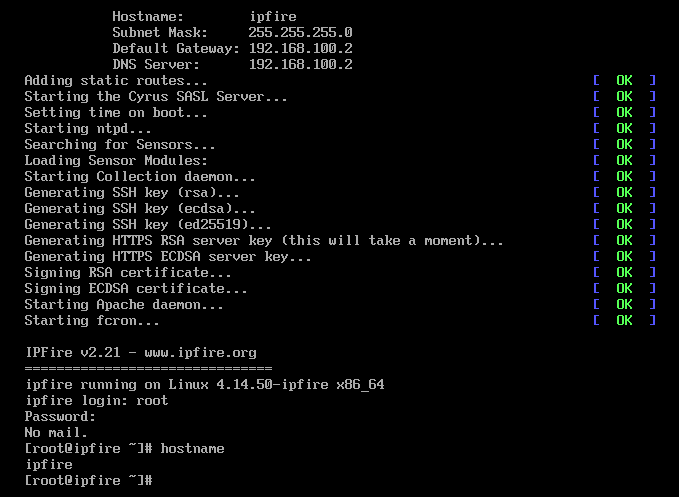 Hostname: ipfire
Subnet Mask: 255.255.255.0
Default Gateway: 192.168.100.2
DNS Server: 192.168.100.2
Adding static routes... [ OK ]
Starting the Cyrus SASL Server... [ OK ]
Setting time on boot... [ OK ]
Starting ntpd... [ OK ]
Searching for Sensors... [ OK ]
Loading Sensor Modules: [ OK ]
Starting Collection daemon... [ OK ]
Generating SSH key (rsa)... [ OK ]
Generating SSH key (ecdsa)... [ OK ]
Generating SSH key (ed25519)... [ OK ]
Generating HTTPS RSA server key (this will take a moment)... [ OK ]
Generating HTTPS ECDSA server key... [ OK ]
Signing RSA certificate... [ OK ]
Signing ECDSA certificate... [ OK ]
Starting Apache daemon... [ OK ]
Starting fcron... [ OK ]
IPFire v2.21 - www.ipfire.org
===============================
ipfire running on Linux 4.14.50-ipfire x86_64
ipfire login: root
Password:
No mail.
[root@ipfire ~]# hostname
ipfire
[root@ipfire ~]#